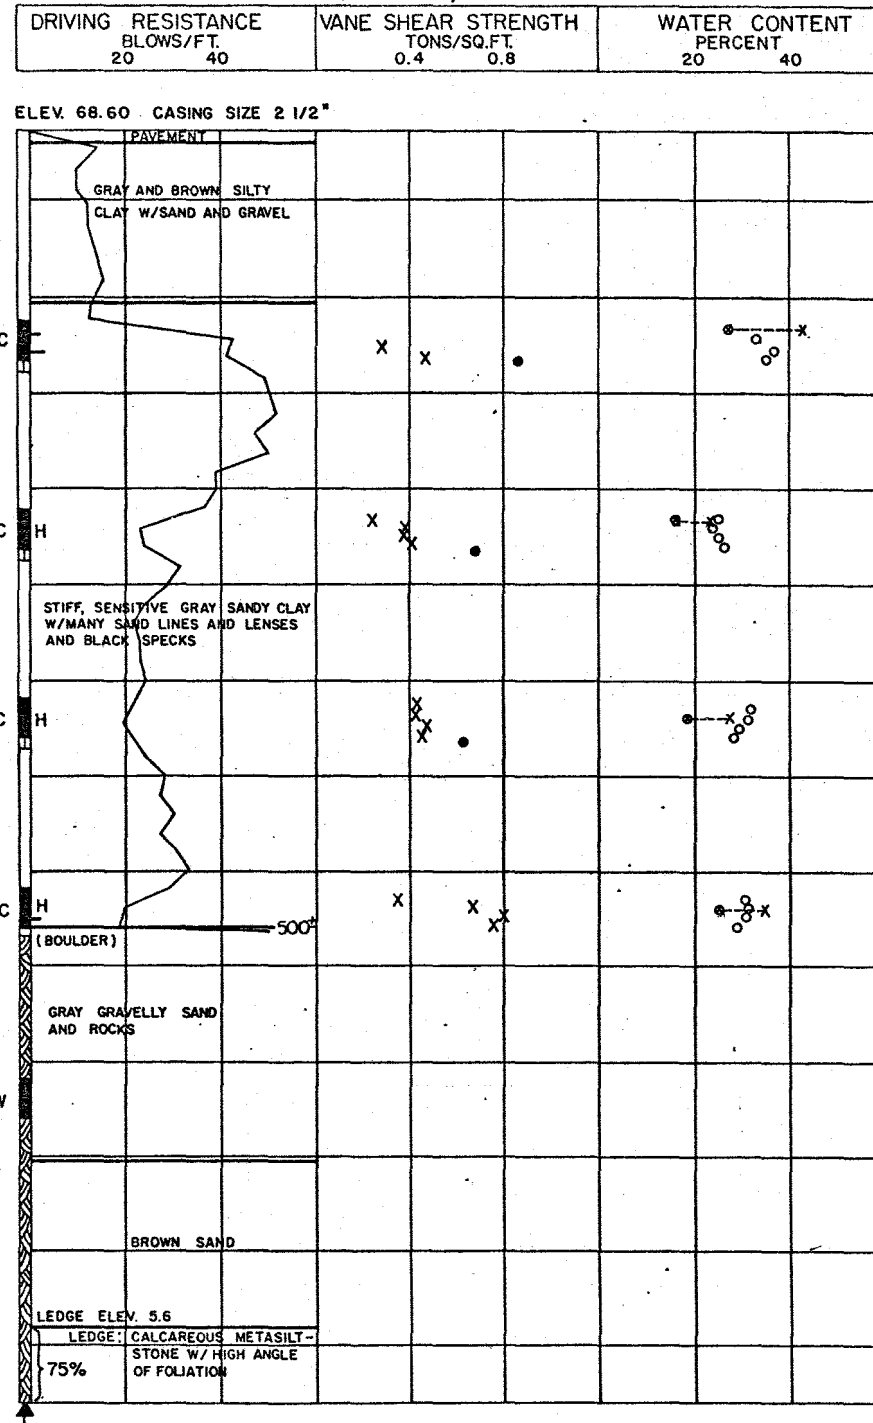 DRIVING RESISTANCE
BLOWS/FT.
20 40
VANE SHEAR STRENGTH
TONS/SQ.FT.
0.4 0.8
WATER CONTENT
PERCENT
20 40
ELEV. 68.60 CASING SIZE 2 1/2"
PAVEMENT
GRAY AND BROWN SILTY
CLAY W/SAND AND GRAVEL
C
C H
STIFF, SENSITIVE GRAY SANDY CLAY
W/MANY SAND LINES AND LENSES
AND BLACK SPECKS
C H
C H
500±
(BOULDER)
GRAY GRAVELLY SAND
AND ROCKS
W
BROWN SAND
LEDGE ELEV. 5.6
LEDGE: CALCAREOUS METASILT-
STONE W/ HIGH ANGLE
OF FOLIATION
75%